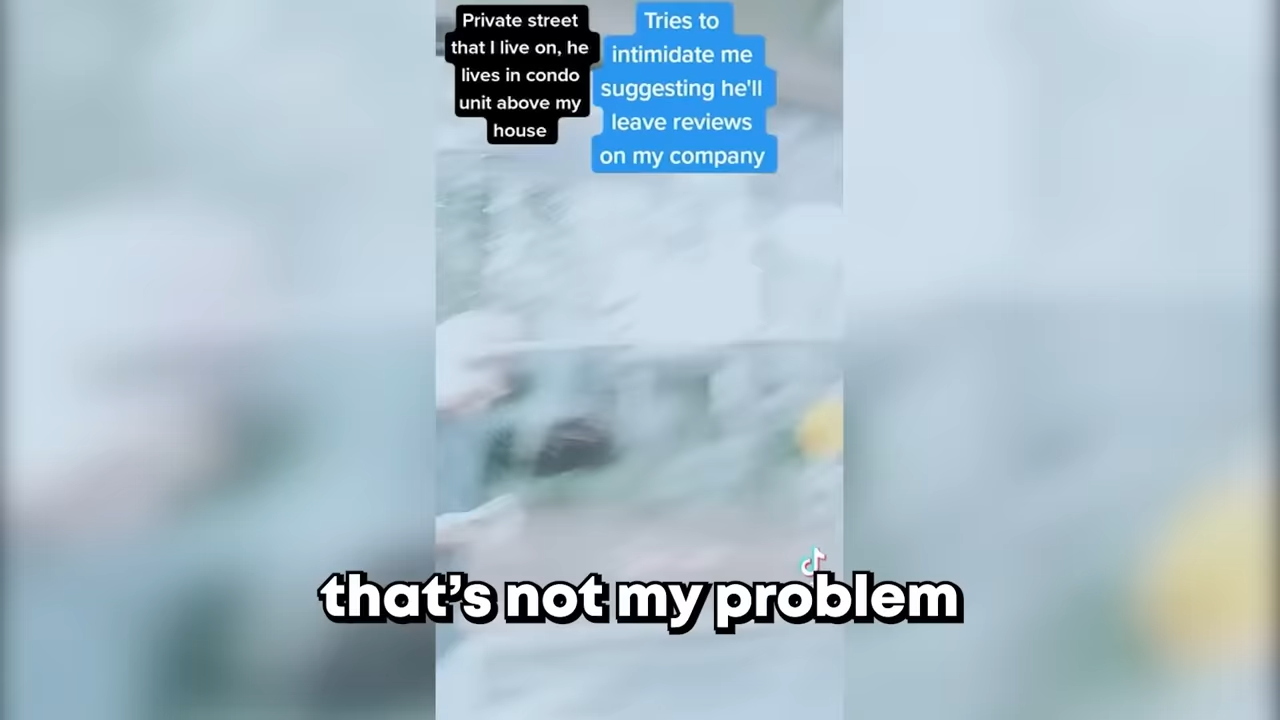 Private street
that I live on, he
lives in condo
unit above my
house
Tries to
intimidate me
suggesting he'll
leave reviews
on my company
that’s not my problem